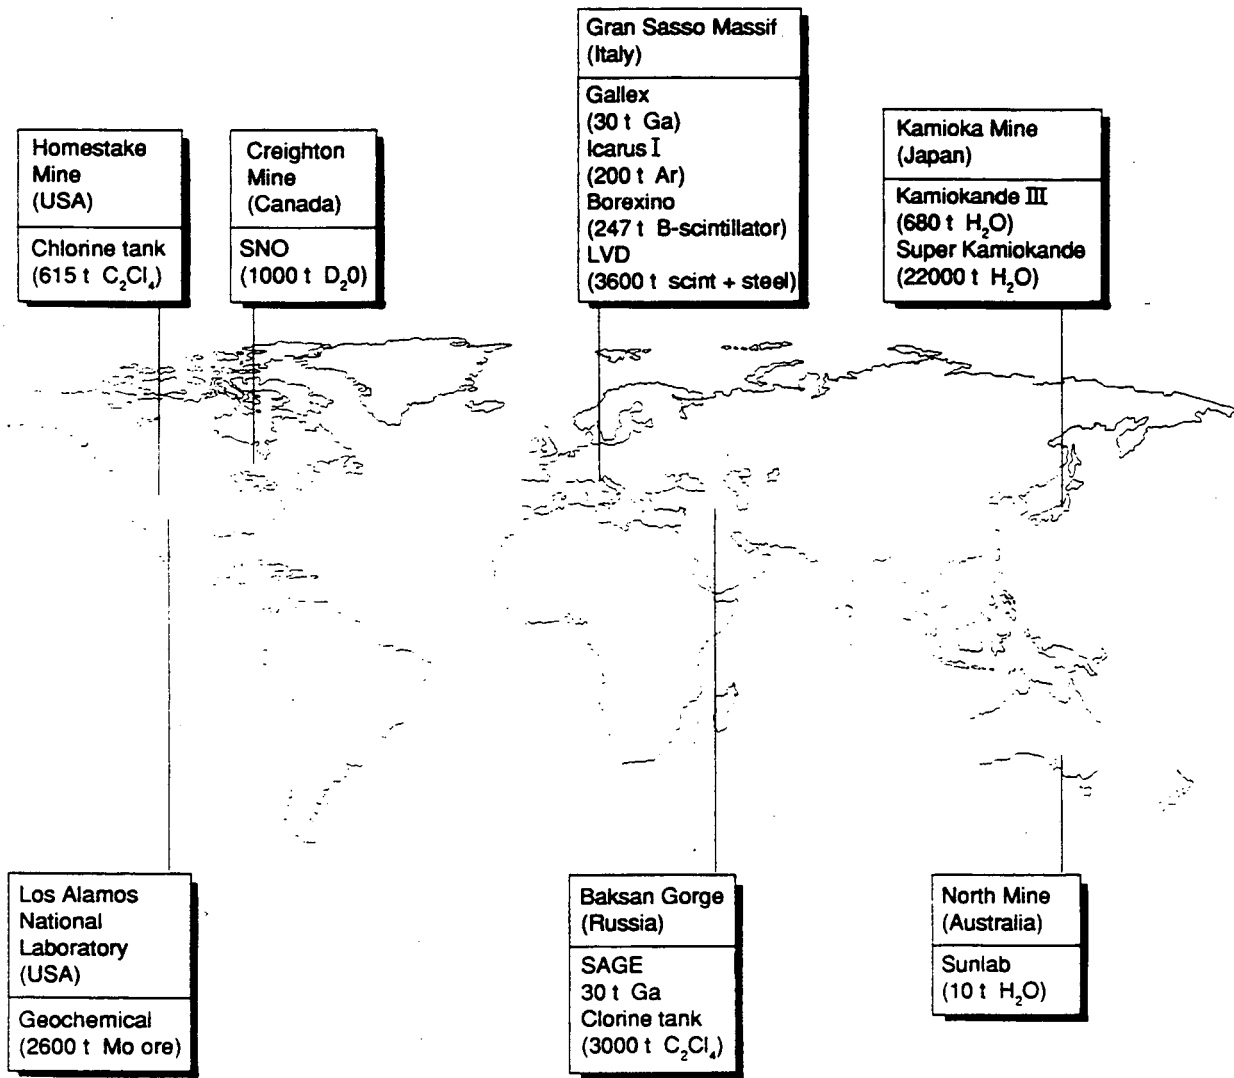 Gran Sasso Massif
(Italy)
Gallex
(30 t Ga)
Icarus I
(200 t Ar)
Borexino
(247 t B-scintillator)
LVD
(3600 t scint + steel)
Homestake
Mine
(USA)
Chlorine tank
(615 t C₂Cl₄)
Creighton
Mine
(Canada)
SNO
(1000 t D₂0)
Kamioka Mine
(Japan)
Kamiokande III
(680 t H₂O)
Super Kamiokande
(22000 t H₂O)
Los Alamos
National
Laboratory
(USA)
Geochemical
(2600 t Mo ore)
Baksan Gorge
(Russia)
SAGE
30 t Ga
Clorine tank
(3000 t C₂Cl₄)
North Mine
(Australia)
Sunlab
(10 t H₂O)